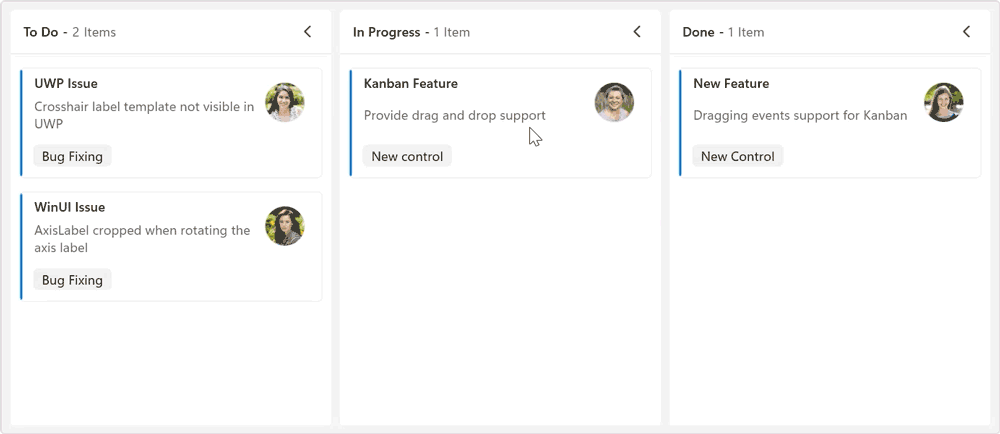 To Do - 2 Items
UWP Issue
Crosshair label template not visible in
UWP
Bug Fixing
WinUI Issue
AxisLabel cropped when rotating the
axis label
Bug Fixing
In Progress - 1 Item
Kanban Feature
Provide drag and drop support
New control
Done - 1 Item
New Feature
Dragging events support for Kanban
New Control